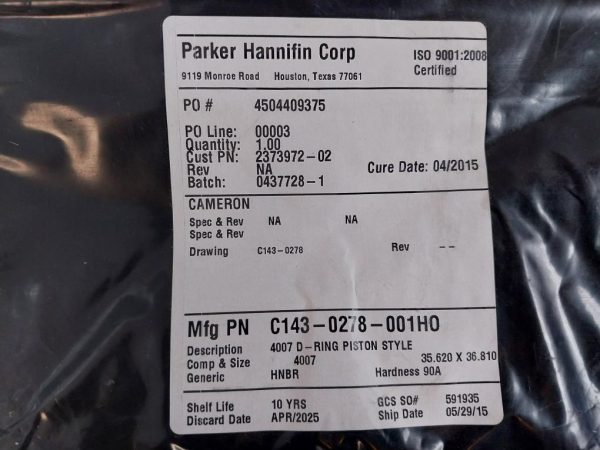 Parker Hannifin Corp ISO 9001:2008
9119 Monroe Road Houston, Texas 77061 Certified
PO # 4504409375
PO Line: 00003
Quantity: 1.00
Cust PN: 2373972-02 Cure Date: 04/2015
Rev NA
Batch: 0437728-1
CAMERON
Spec & Rev NA NA
Spec & Rev
Drawing C143-0278 Rev --
Mfg PN C143-0278-001HO
Description 4007 D-RING PISTON STYLE
Comp & Size 4007 35.620 X 36.810
Generic HNBR Hardness 90A
Shelf Life 10 YRS GCS SO# 591935
Discard Date APR/2025 Ship Date 05/29/15